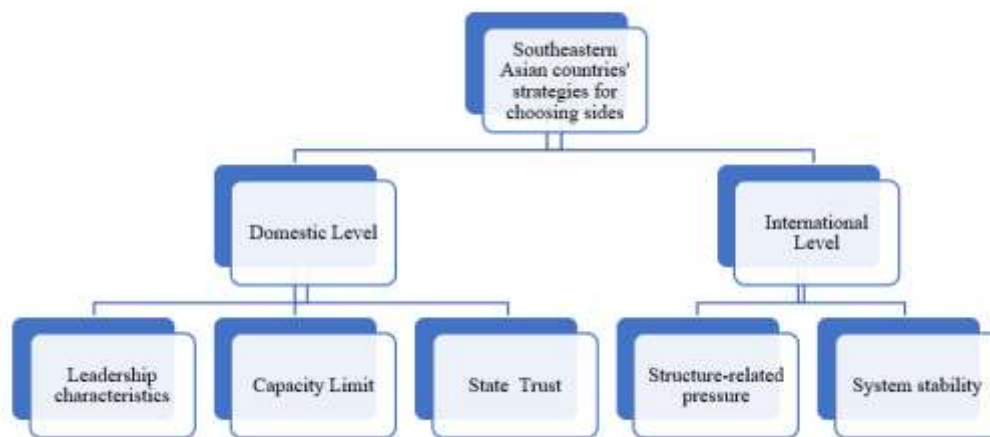 Southeastern
Asian countries'
strategies for
choosing sides
Domestic Level
International
Level
Leadership
characteristics
Capacity Limit
State Trust
Structure-related
pressure
System stability